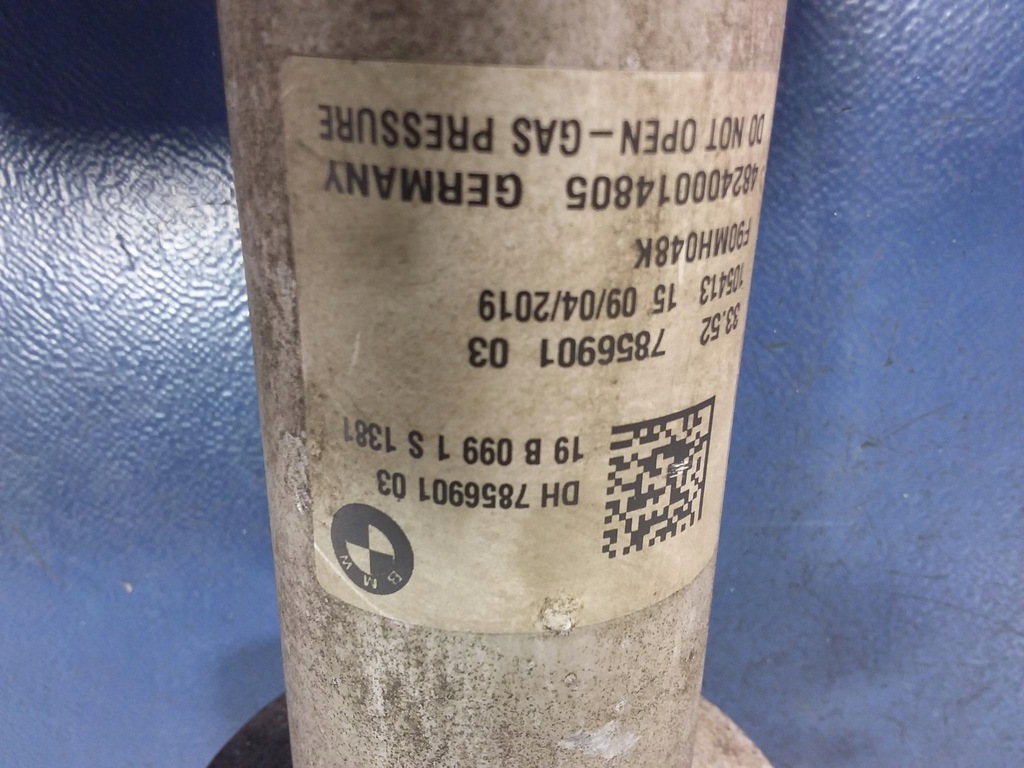 BMW
DH 7856901 03
19 B 099 1 S 1381
7856901 03
33.52
105413 15 09/04/2019
F90MH048K
482400014805 GERMANY
DO NOT OPEN – GAS PRESSURE